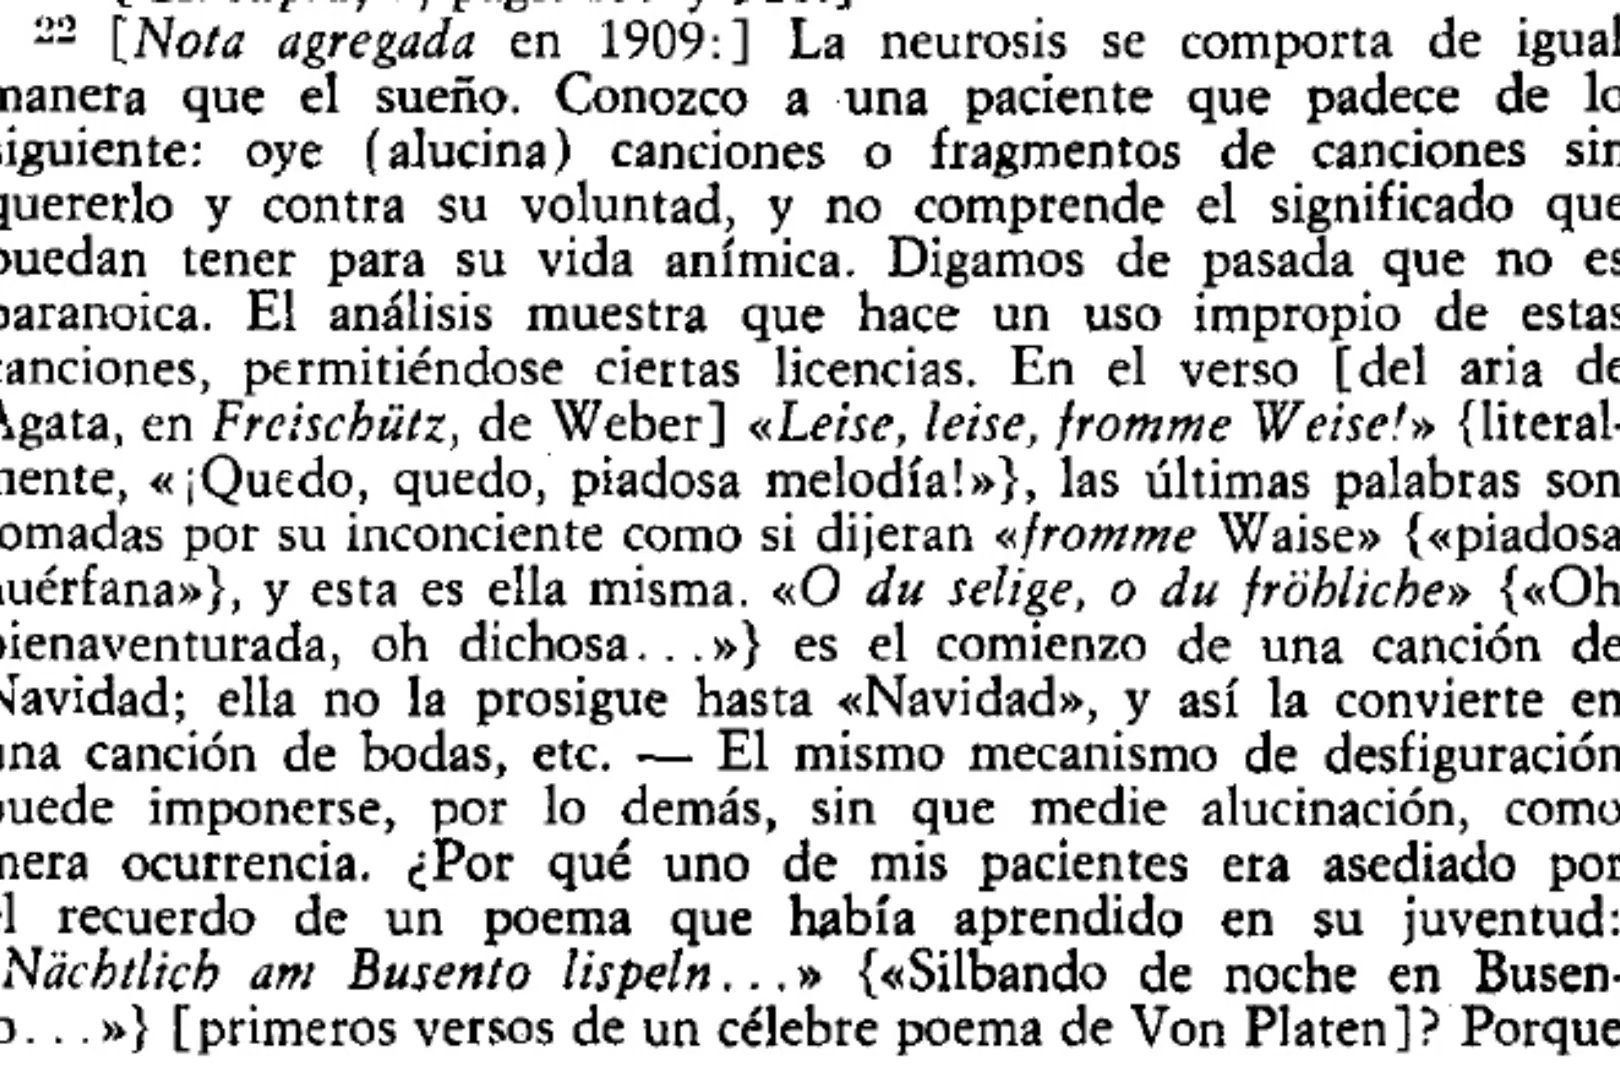 22 [Nota agregada en 1909:] La neurosis se comporta de igual
manera que el sueño. Conozco a una paciente que padece de lo
siguiente: oye (alucina) canciones o fragmentos de canciones sin
quererlo y contra su voluntad, y no comprende el significado que
puedan tener para su vida anímica. Digamos de pasada que no es
paranoica. El análisis muestra que hace un uso impropio de estas
canciones, permitiéndose ciertas licencias. En el verso [del aria de
Agata, en Freischütz, de Weber] «Leise, leise, fromme Weise!» {literal-
mente, «¡Quedo, quedo, piadosa melodía!»}, las últimas palabras son
tomadas por su inconciente como si dijeran «fromme Waise» {«piadosa
huérfana»}, y esta es ella misma. «O du selige, o du fröhliche» {«Oh
bienaventurada, oh dichosa...»} es el comienzo de una canción de
Navidad; ella no la prosigue hasta «Navidad», y así la convierte en
una canción de bodas, etc. — El mismo mecanismo de desfiguración
puede imponerse, por lo demás, sin que medie alucinación, como
mera ocurrencia. ¿Por qué uno de mis pacientes era asediado por
el recuerdo de un poema que había aprendido en su juventud:
«Nächtlich am Busento lispeln...» {«Silbando de noche en Busen-
to...»} [primeros versos de un célebre poema de Von Platen]? Porque